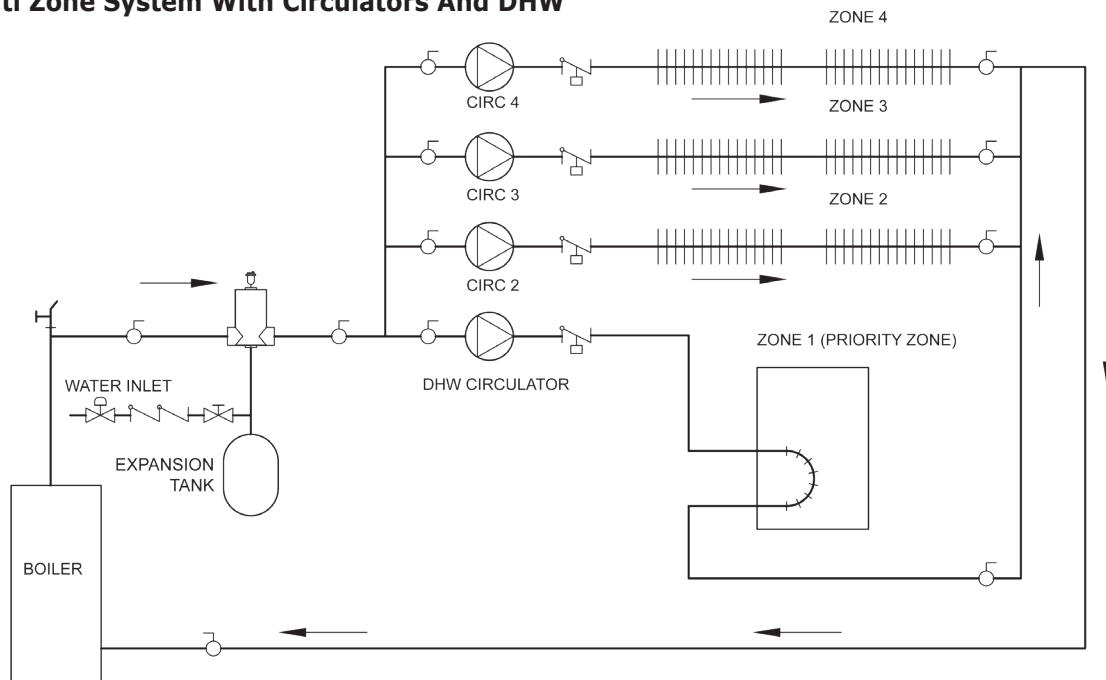 ti Zone System With Circulators And DHW
ZONE 4
CIRC 4
ZONE 3
CIRC 3
ZONE 2
CIRC 2
ZONE 1 (PRIORITY ZONE)
DHW CIRCULATOR
WATER INLET
EXPANSION
TANK
BOILER